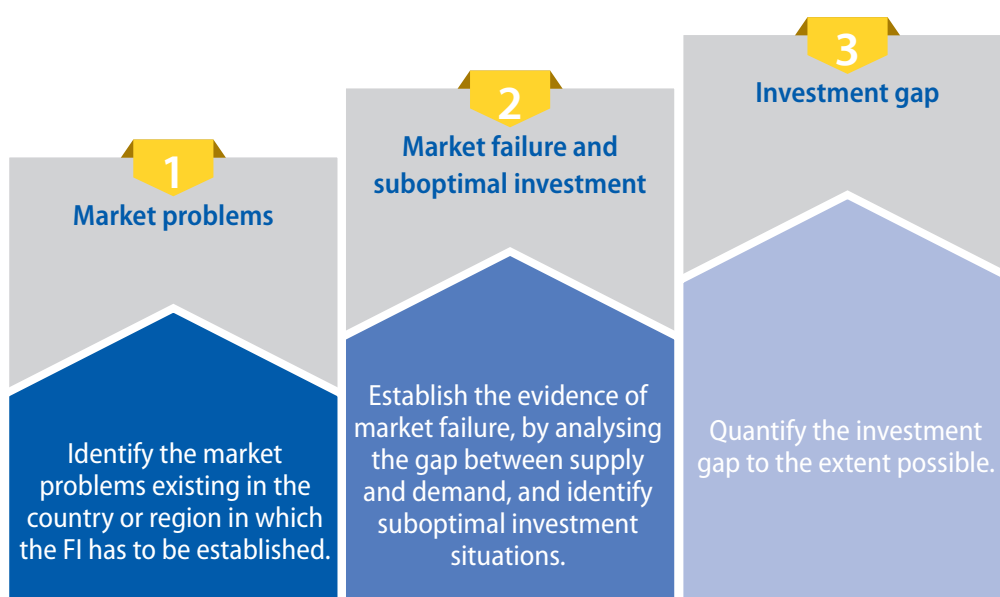 1
Market problems
Identify the market
problems existing in the
country or region in which
the FI has to be established.
2
Market failure and
suboptimal investment
Establish the evidence of
market failure, by analysing
the gap between supply
and demand, and identify
suboptimal investment
situations.
3
Investment gap
Quantify the investment
gap to the extent possible.